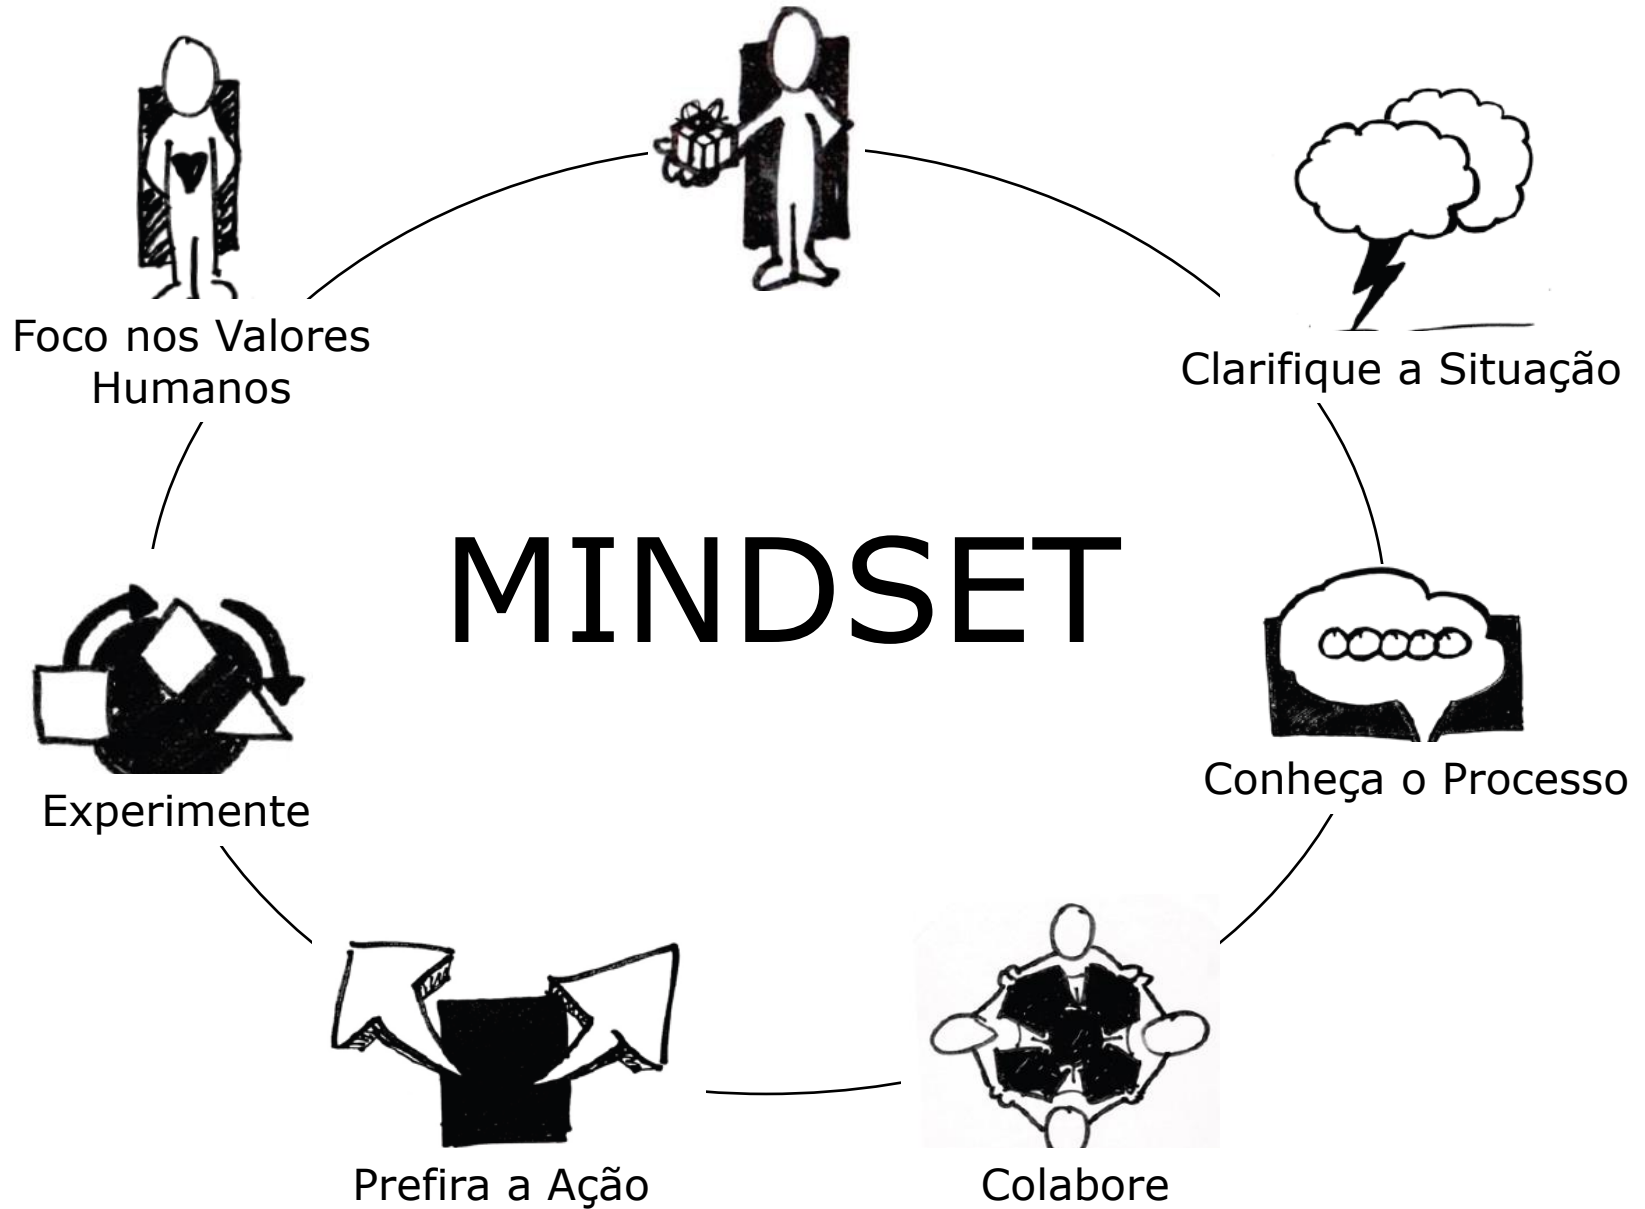 Foco nos Valores
Humanos
Clarifique a Situação
MINDSET
Conheça o Processo
Experimente
Prefira a Ação
Colabore